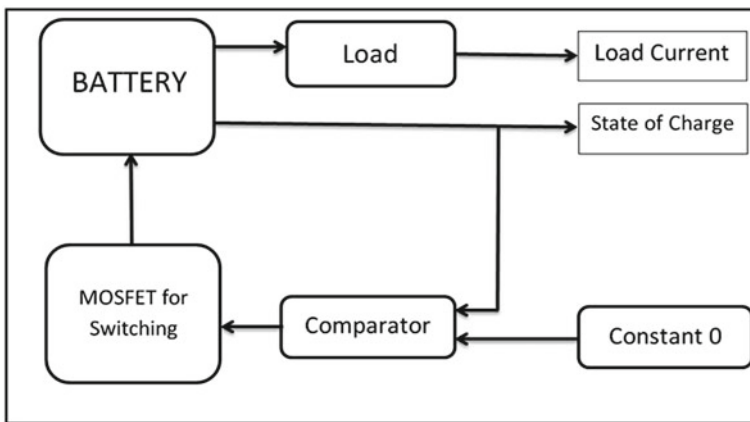 BATTERY
Load
Load Current
State of Charge
MOSFET for
Switching
Comparator
Constant 0